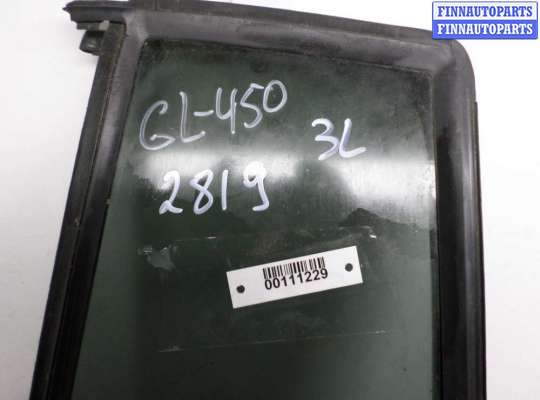 FINNAUTOPARTS
FINNAUTOPARTS
GL-450
3L
2819
00111229